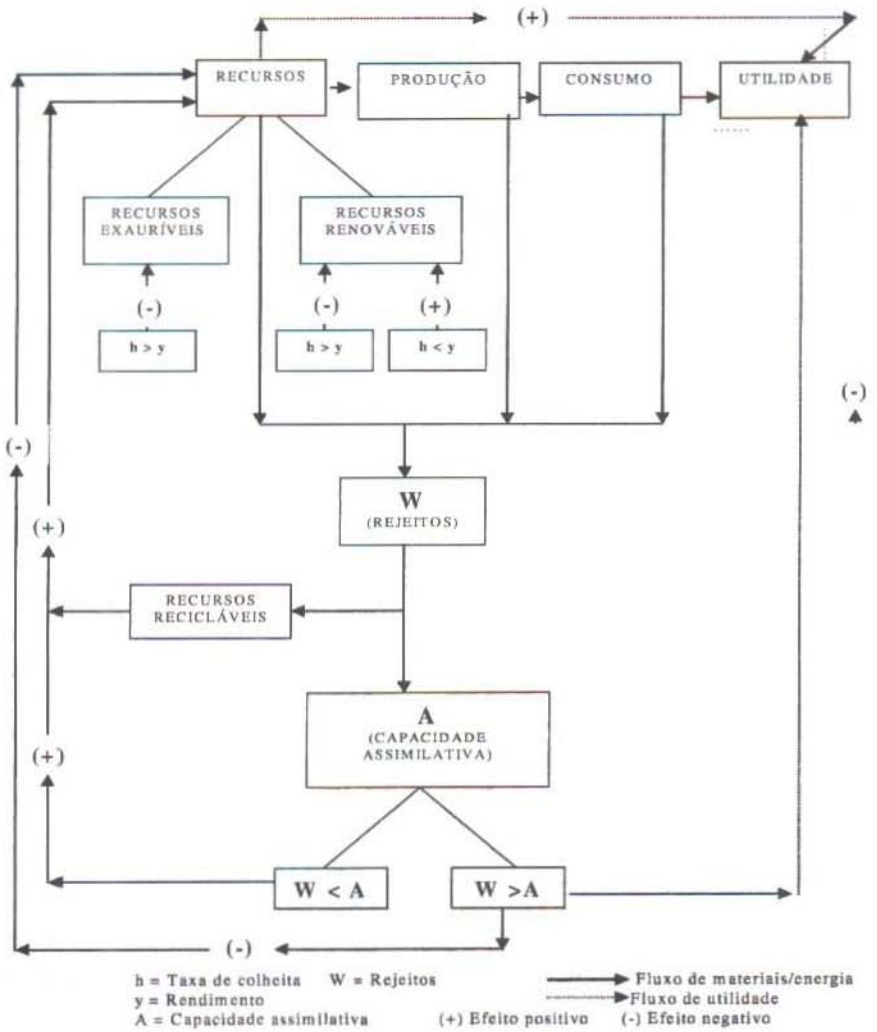 (+)
RECURSOS
PRODUÇÃO
CONSUMO
UTILIDADE
RECURSOS
EXAURÍVEIS
RECURSOS
RENOVÁVEIS
(-)
(-)
(+)
h > y
h > y
h < y
(-)
(-)
W
(REJEITOS)
(+)
RECURSOS
RECICLÁVEIS
A
(CAPACIDADE
ASSIMILATIVA)
(+)
W < A
W >A
(-)
h = Taxa de colheita W = Rejeitos Fluxo de materiais/energia
y = Rendimento Fluxo de utilidade
A = Capacidade assimilativa (+) Efeito positivo (-) Efeito negativo